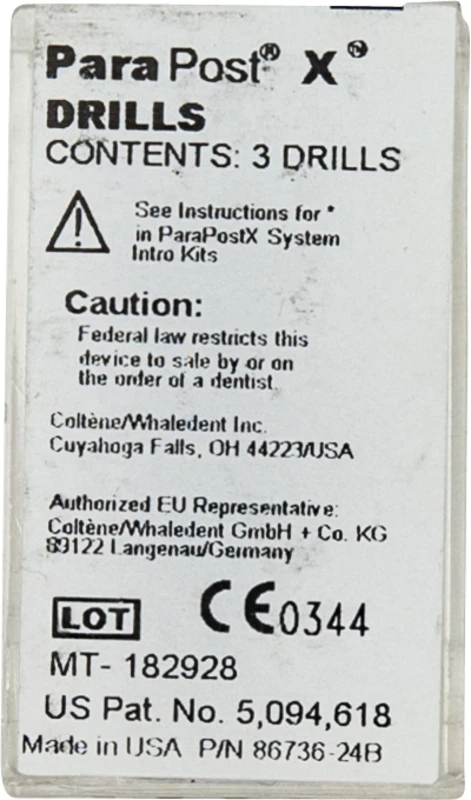 ParaPost® X™
DRILLS
CONTENTS: 3 DRILLS
See Instructions for *
in ParaPostX System
Intro Kits
Caution:
Federal law restricts this
device to sale by or on
the order of a dentist.
Coltène/Whaledent Inc.
Cuyahoga Falls, OH 44223/USA
Authorized EU Representative:
Coltène/Whaledent GmbH + Co. KG
89122 Langenau/Germany
LOT CE0344
MT- 182928
US Pat. No. 5,094,618
Made in USA P/N 86736-24B